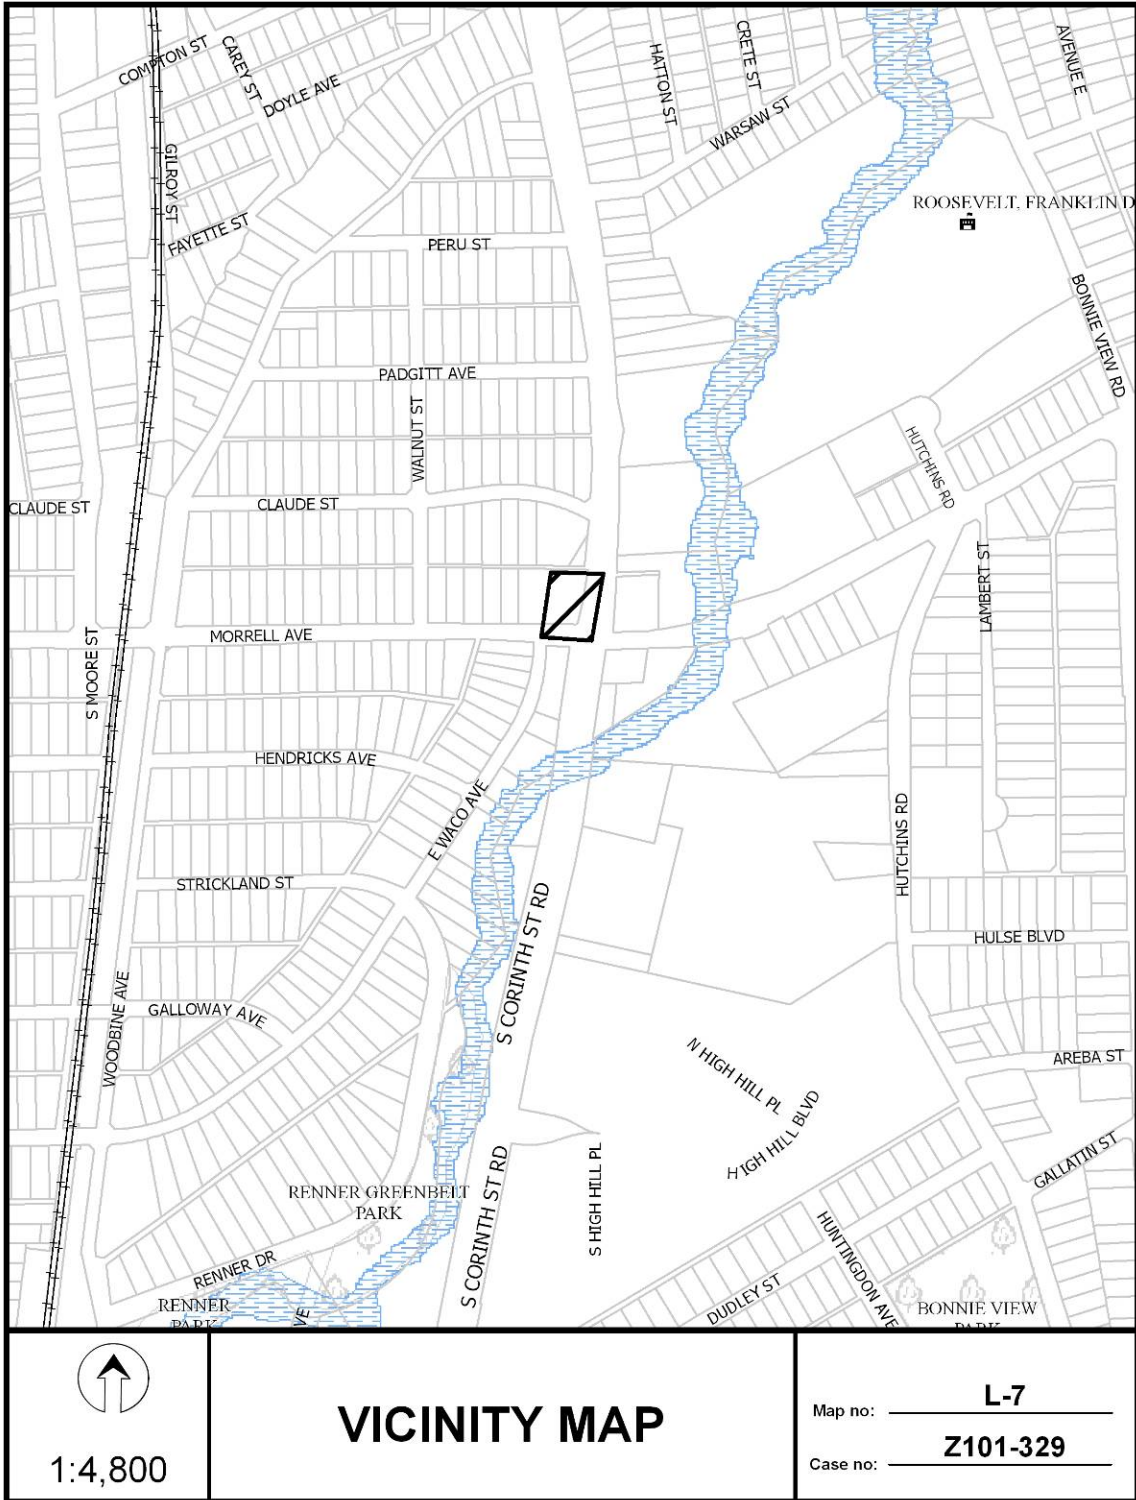 COMPTON ST
CAREY ST
DOYLE AVE
HATTON ST
CRETE ST
WARSAW ST
AVENUE E
GILROY ST
FAYETTE ST
PERU ST
ROOSEVELT, FRANKLIN D
BONNIE VIEW RD
PADGITT AVE
WALNUT ST
HUTCHINS RD
CLAUDE ST
CLAUDE ST
LAMBERT ST
S MOORE ST
MORRELL AVE
HENDRICKS AVE
E WACO AVE
HUTCHINS RD
STRICKLAND ST
S CORINTH ST RD
HULSE BLVD
WOODBINE AVE
GALLOWAY AVE
N HIGH HILL PL
AREBA ST
HIGH HILL BLVD
GALLATIN ST
S CORINTH ST RD
S HIGH HILL PL
RENNER GREENBELT
PARK
HUNTINGDON AVE
RENNER DR
DUDLEY ST
RENNER
PARK
VE
BONNIE VIEW
PARK
1:4,800
VICINITY MAP
Map no: L-7
Case no: Z101-329